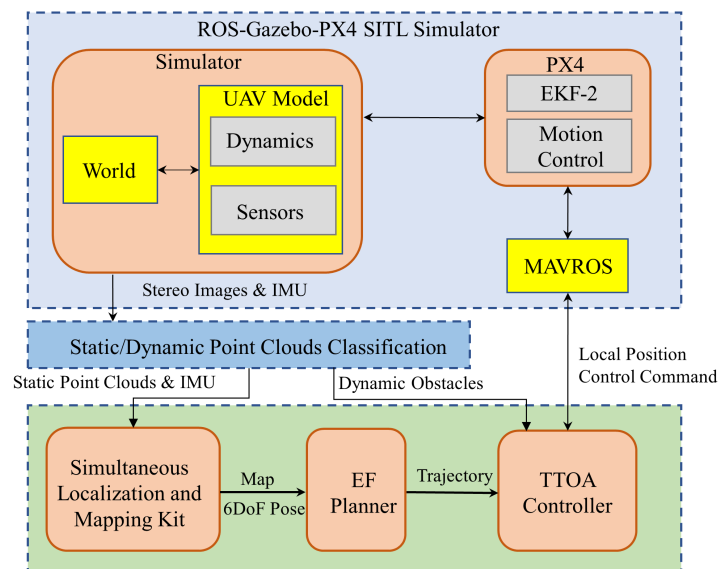 ROS-Gazebo-PX4 SITL Simulator
Simulator
UAV Model
Dynamics
World
Sensors
PX4
EKF-2
Motion
Control
MAVROS
Stereo Images & IMU
Static/Dynamic Point Clouds Classification
Static Point Clouds & IMU
Dynamic Obstacles
Local Position
Control Command
Simultaneous
Localization and
Mapping Kit
Map
6DoF Pose
EF
Planner
Trajectory
TTOA
Controller